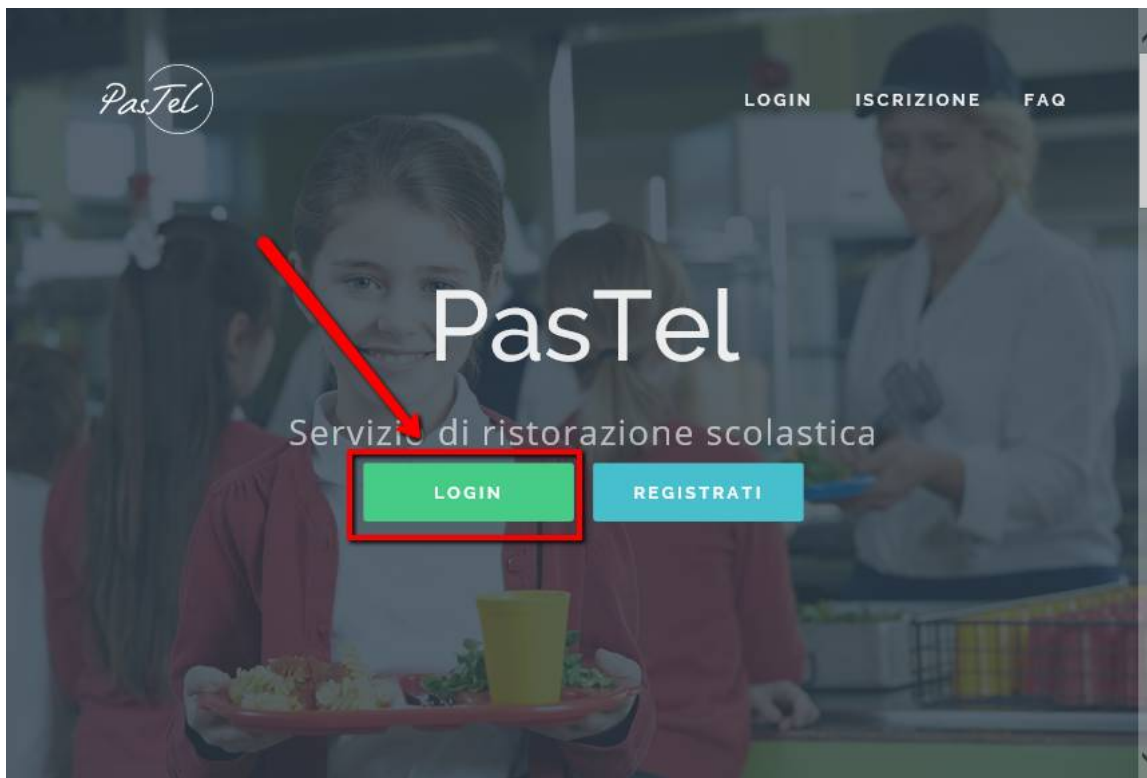 PasTel
LOGIN ISCRIZIONE FAQ
PasTel
Servizio di ristorazione scolastica
LOGIN REGISTRATI